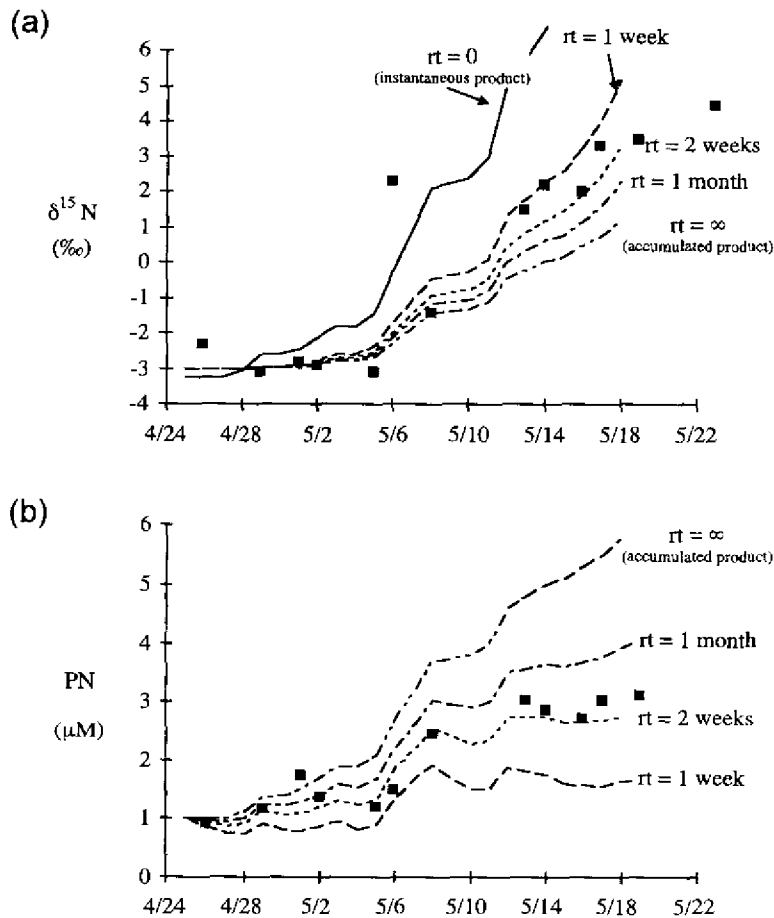 (a)
6
5
4
3
2
1
0
-1
-2
-3
-4
δ¹⁵ N
(‰)
rt = 0
(instantaneous product)
rt = 1 week
rt = 2 weeks
rt = 1 month
rt = ∞
(accumulated product)
4/24 4/28 5/2 5/6 5/10 5/14 5/18 5/22
(b)
6
5
4
3
2
1
0
PN
(μM)
rt = ∞
(accumulated product)
rt = 1 month
rt = 2 weeks
rt = 1 week
4/24 4/28 5/2 5/6 5/10 5/14 5/18 5/22